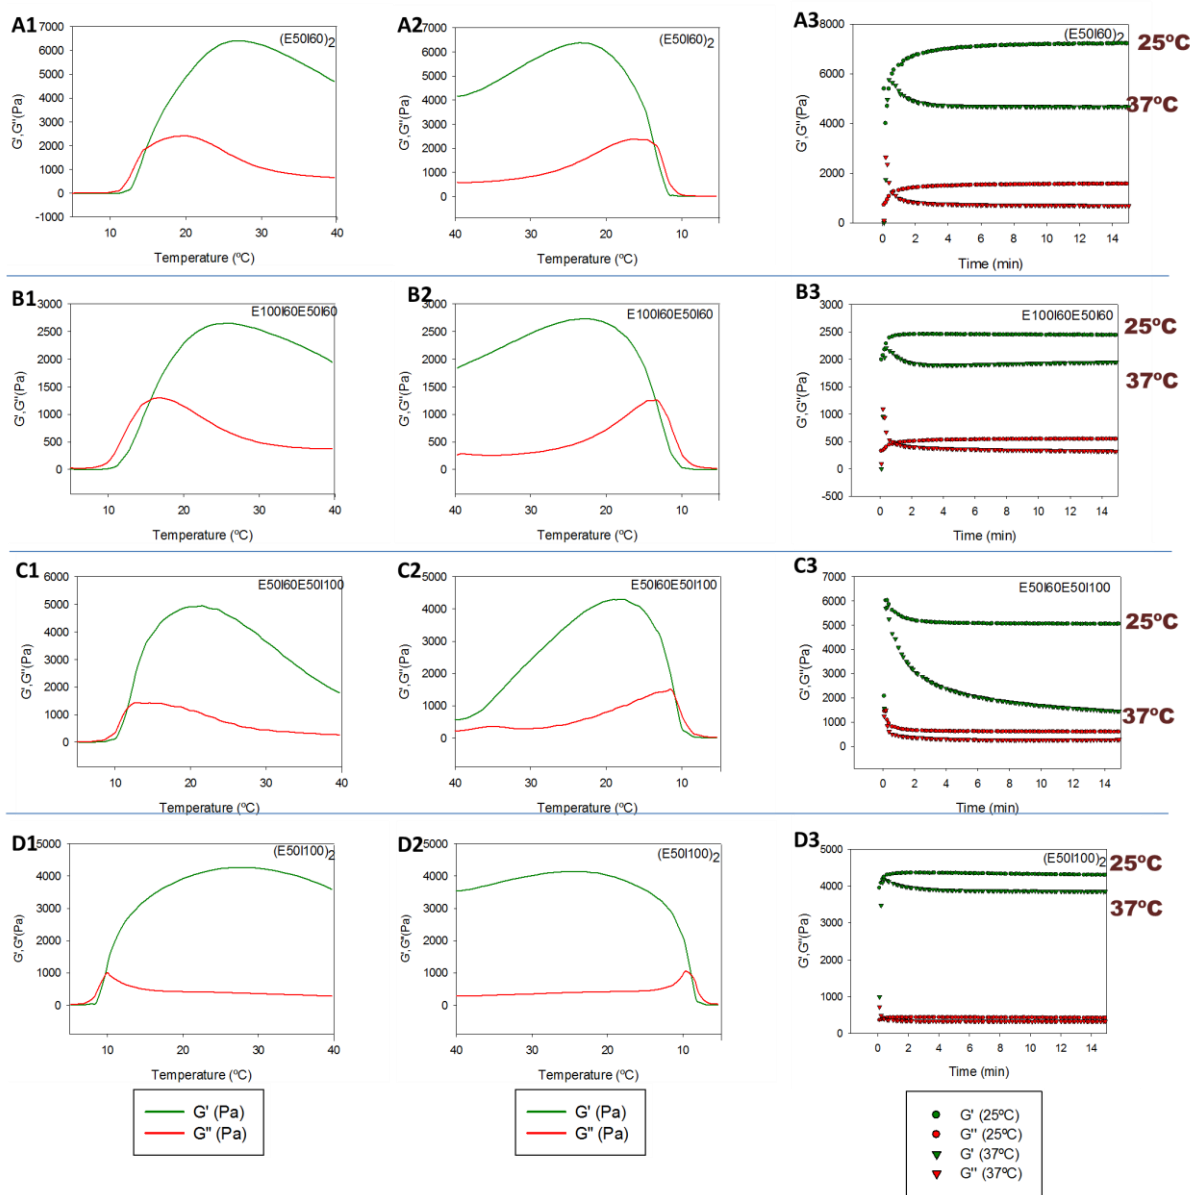 A1
(E50I60)2
7000
6000
5000
4000
3000
2000
1000
0
-1000
G',G''(Pa)
10
20
30
40
Temperature (ºC)
A2
(E50I60)2
7000
6000
5000
4000
3000
2000
1000
0
G',G''(Pa)
40
30
20
10
Temperature (ºC)
A3
(E50I60)2
25ºC
37ºC
8000
6000
4000
2000
0
G',G''(Pa)
0
2
4
6
8
10
12
14
Time (min)
B1
E100I60E50I60
3000
2500
2000
1500
1000
500
0
G',G''(Pa)
10
20
30
40
Temperature (ºC)
B2
E100I60E50I60
3000
2500
2000
1500
1000
500
0
G',G''(Pa)
40
30
20
10
Temperature (ºC)
B3
E100I60E50I60
25ºC
37ºC
3000
2500
2000
1500
1000
500
0
-500
G',G''(Pa)
0
2
4
6
8
10
12
14
Time (min)
C1
E50I60E50I100
6000
5000
4000
3000
2000
1000
0
G',G''(Pa)
10
20
30
40
Temperature (ºC)
C2
E50I60E50I100
5000
4000
3000
2000
1000
0
G',G''(Pa)
40
30
20
10
Temperature (ºC)
C3
E50I60E50I100
25ºC
37ºC
7000
6000
5000
4000
3000
2000
1000
0
G',G''(Pa)
0
2
4
6
8
10
12
14
Time (min)
D1
(E50I100)2
5000
4000
3000
2000
1000
0
G',G''(Pa)
10
20
30
40
Temperature (ºC)
D2
(E50I100)2
5000
4000
3000
2000
1000
0
G',G''(Pa)
40
30
20
10
Temperature (ºC)
D3
(E50I100)2
25ºC
37ºC
5000
4000
3000
2000
1000
0
G',G''(Pa)
0
2
4
6
8
10
12
14
Time (min)
G' (Pa)
G'' (Pa)
G' (Pa)
G'' (Pa)
G' (25ºC)
G'' (25ºC)
G' (37ºC)
G'' (37ºC)